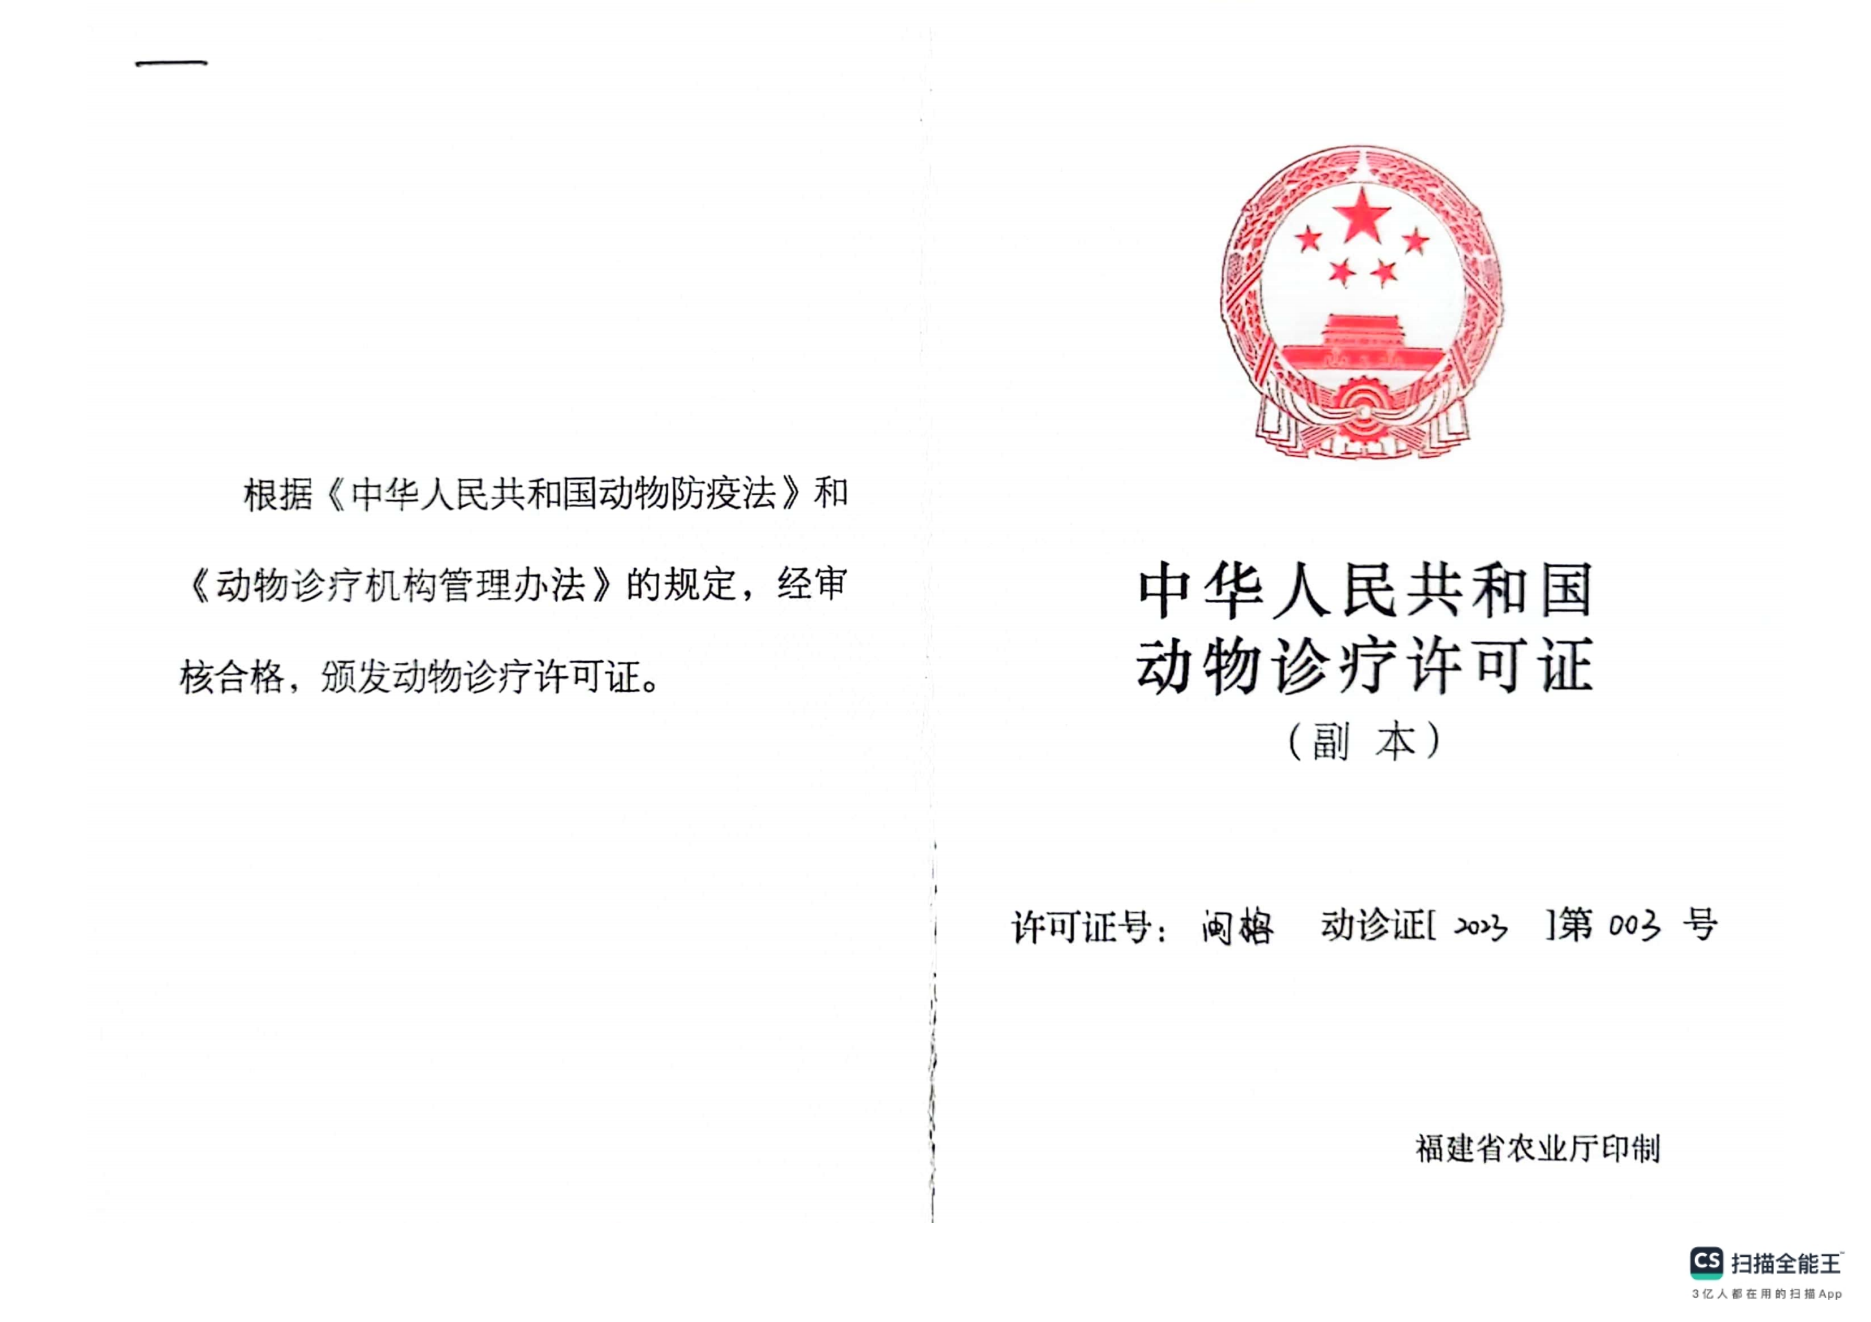 根据《中华人民共和国动物防疫法》和
《动物诊疗机构管理办法》的规定，经审
核合格，颁发动物诊疗许可证。
中华人民共和国
动物诊疗许可证
（副 本）
许可证号： 闽榕 动诊证[ 2023 ]第 003 号
福建省农业厅印制
CS 扫描全能王
3亿人都在用的扫描App